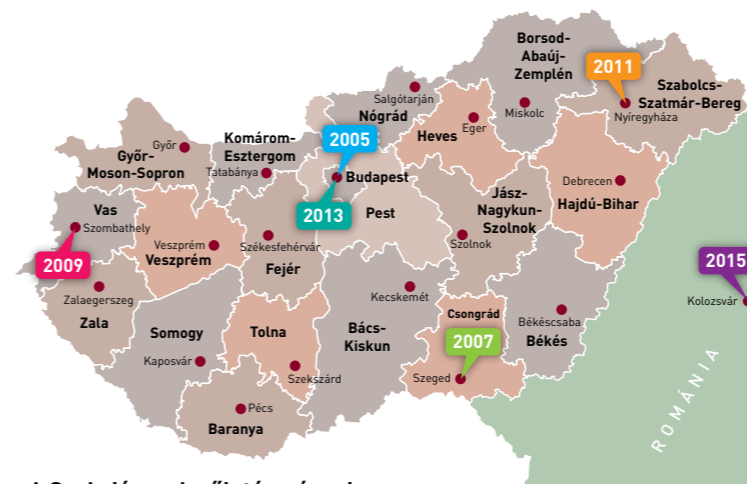 Borsod-
Abaúj-
Zemplén
2011
Szabolcs-
Szatmár-Bereg
Nyíregyháza
Miskolc
Salgótarján
Nógrád
Heves
Eger
Győr
Győr-
Moson-Sopron
Komárom-
Esztergom
Tatabánya
2005
Budapest
2013
Pest
Jász-
Nagykun-
Szolnok
Szolnok
Debrecen
Hajdú-Bihar
Vas
Szombathely
2009
Veszprém
Veszprém
Székesfehérvár
Fejér
2015
Kolozsvár
Zalaegerszeg
Zala
Somogy
Kaposvár
Tolna
Szekszárd
Kecskemét
Bács-
Kiskun
Csongrád
2007
Szeged
Békéscsaba
Békés
Pécs
Baranya
ROMÁNIA